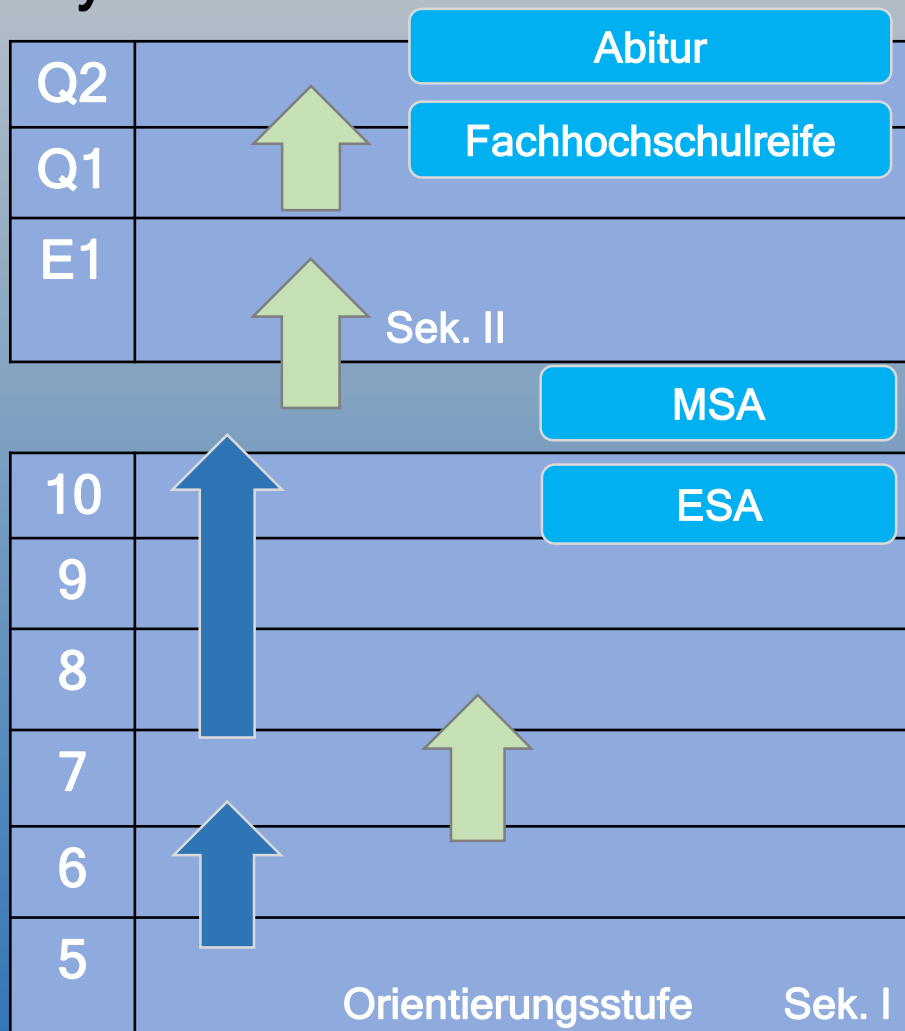 Abitur
Q2
Fachhochschulreife
Q1
E1
Sek. II
MSA
10
ESA
9
8
7
6
5
Orientierungsstufe Sek. I